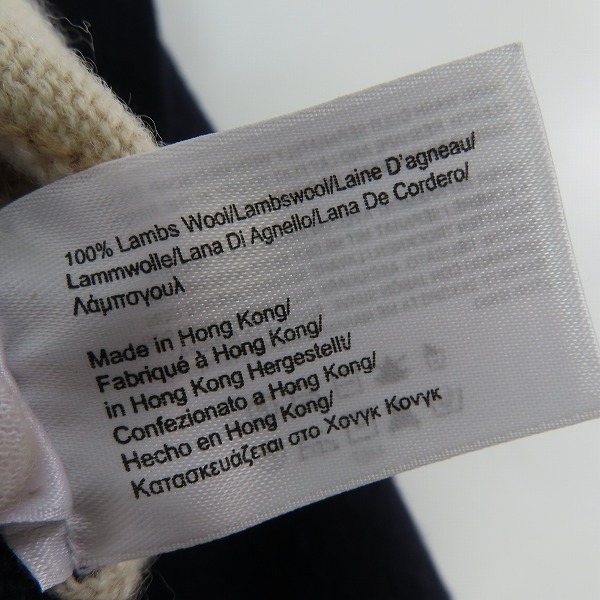 100% Lambs Wool/Lambswool/Laine D'agneau/
Lammwolle/Lana Di Agnello/Lana De Cordero/
Λάμπσγουλ
Made in Hong Kong/
Fabriqué à Hong Kong/
in Hong Kong Hergestellt/
Confezionato a Hong Kong/
Hecho en Hong Kong/
Κατασκευάζεται στο Χονγκ Κονγκ